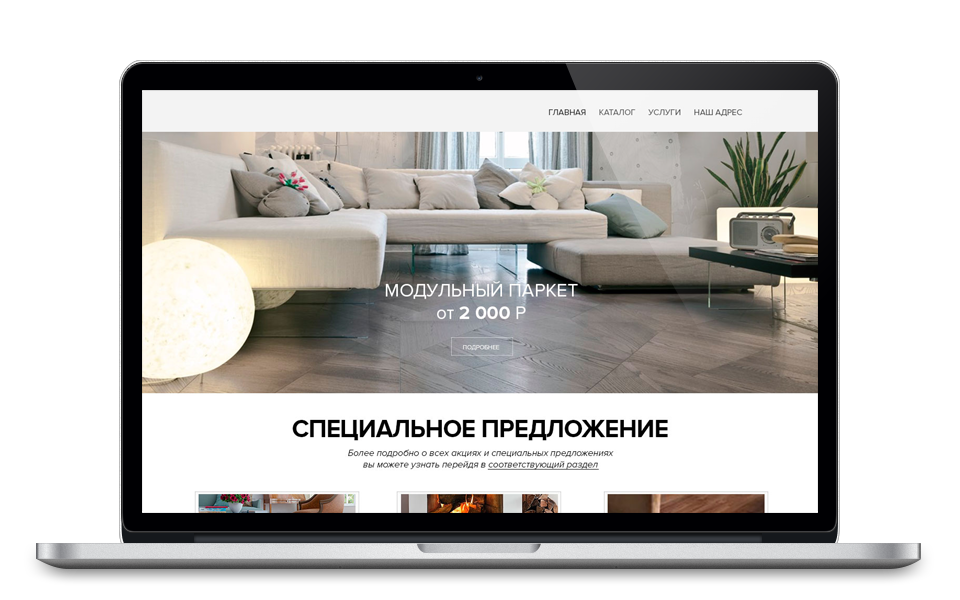 ГЛАВНАЯ КАТАЛОГ УСЛУГИ НАШ АДРЕС
МОДУЛЬНЫЙ ПАРКЕТ
от 2 000 Р
ПОДРОБНЕЕ
СПЕЦИАЛЬНОЕ ПРЕДЛОЖЕНИЕ
Более подробно о всех акциях и специальных предложениях
вы можете узнать перейдя в соответствующий раздел